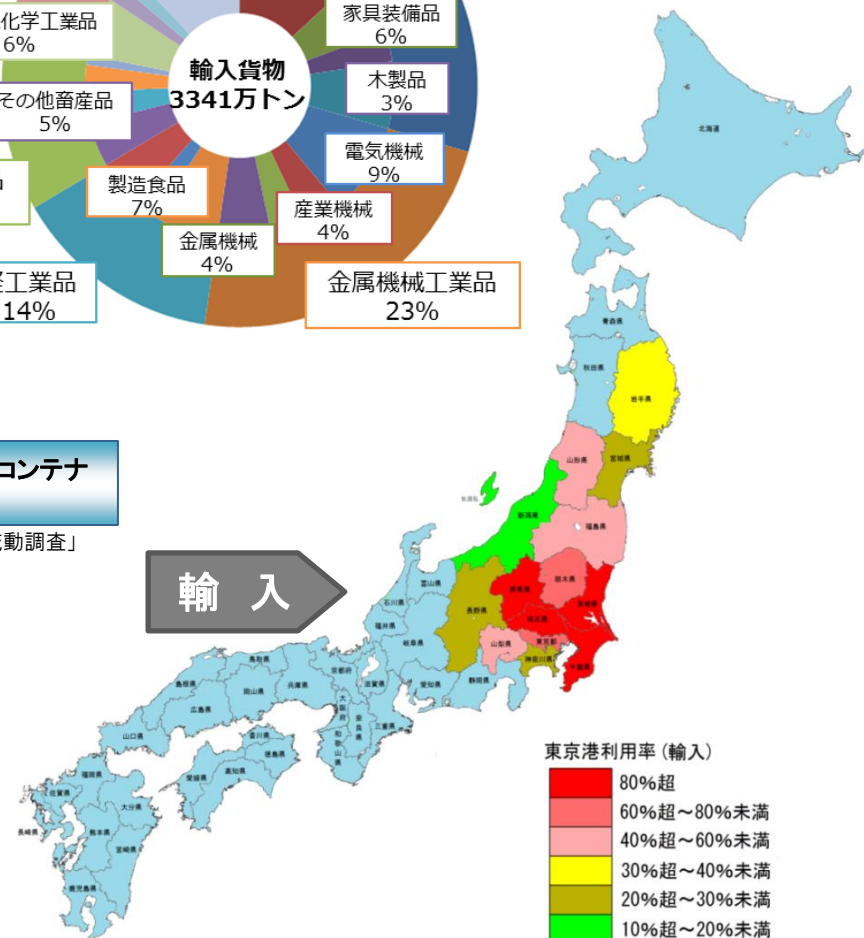 化学工業品
6%
家具装備品
6%
輸入貨物
3341万トン
木製品
3%
その他畜産品
5%
電気機械
9%
製造食品
7%
産業機械
4%
金属機械
4%
工業品
14%
金属機械工業品
23%
コンテナ
動調査」
輸 入
北海道
青森県
秋田県
岩手県
山形県
宮城県
新潟県
福島県
富山県
石川県
福井県
岐阜県
長野県
群馬県
栃木県
茨城県
埼玉県
東京都
山梨県
神奈川県
千葉県
静岡県
愛知県
滋賀県
京都府
兵庫県
鳥取県
島根県
岡山県
広島県
山口県
大阪府
奈良県
和歌山県
三重県
香川県
徳島県
愛媛県
高知県
福岡県
佐賀県
長崎県
大分県
熊本県
宮崎県
鹿児島県
東京港利用率(輸入)
80%超
60%超～80%未満
40%超～60%未満
30%超～40%未満
20%超～30%未満
10%超～20%未満